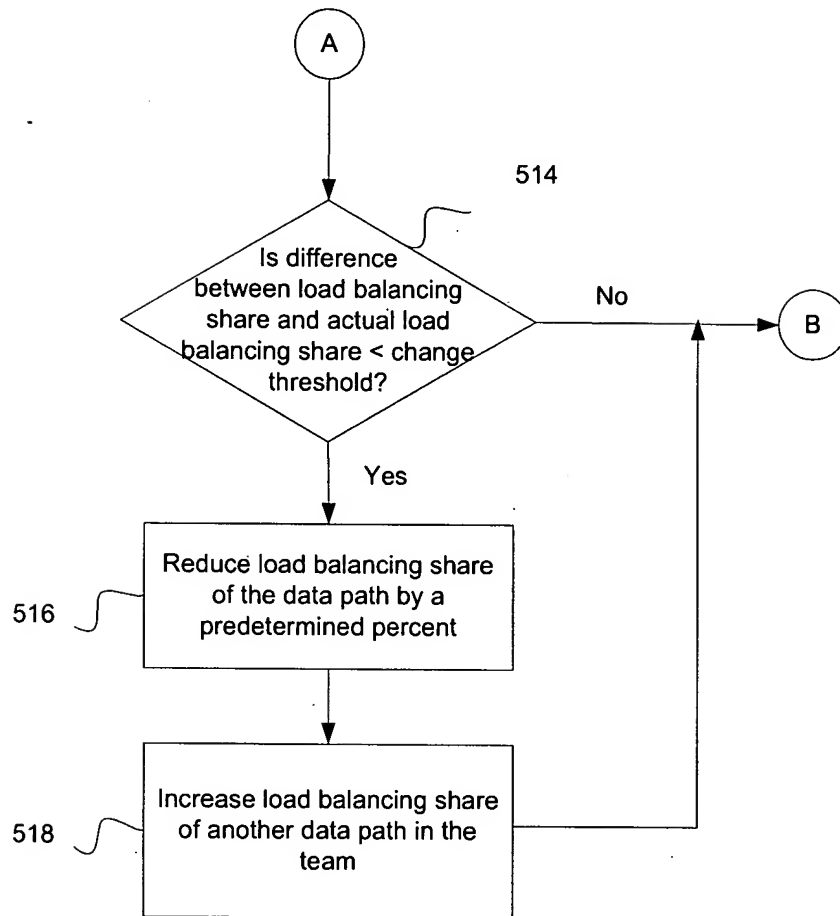 A
514
Is difference
between load balancing
share and actual load
balancing share < change
threshold?
No
B
Yes
516
Reduce load balancing share
of the data path by a
predetermined percent
518
Increase load balancing share
of another data path in the
team